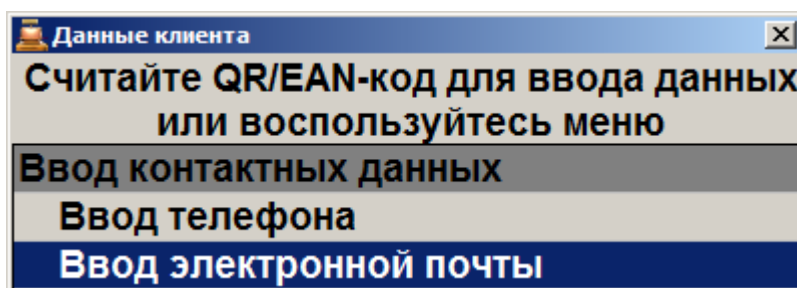 Данные клиента
Считайте QR/EAN-код для ввода данных
или воспользуйтесь меню
Ввод контактных данных
Ввод телефона
Ввод электронной почты